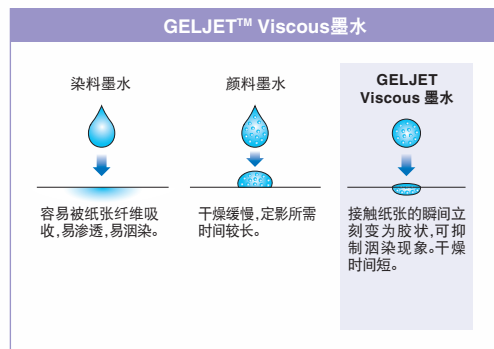 GELJET™ Viscous墨水
染料墨水
容易被纸张纤维吸
收,易渗透,易洇染。
颜料墨水
干燥缓慢,定影所需
时间较长。
GELJET
Viscous 墨水
接触纸张的瞬间立
刻变为胶状,可抑
制洇染现象。干燥
时间短。